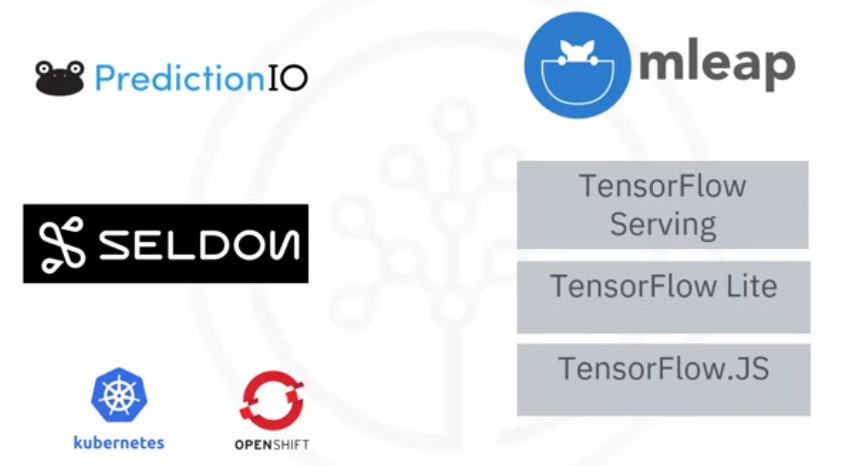 PredictionIO
mleap
SELDON
TensorFlow
Serving
TensorFlow Lite
TensorFlow.JS
kubernetes
OPENSHIFT